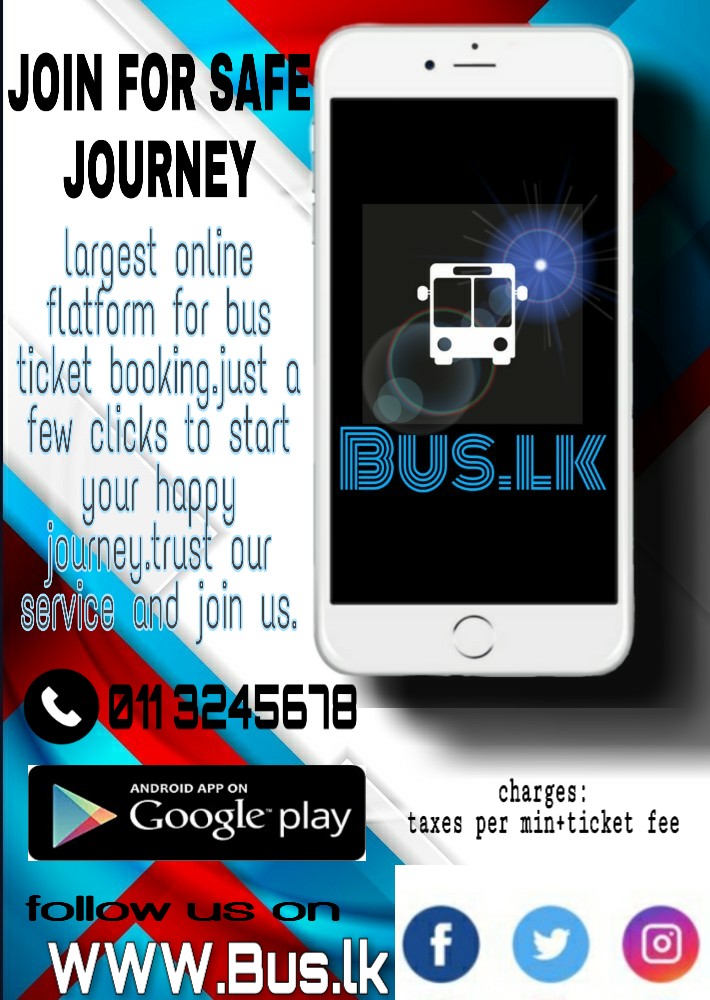 JOIN FOR SAFE
JOURNEY
largest online
flatform for bus
ticket booking.just a
few clicks to start
your happy
journey.trust our
service and join us.
BUS.LK
011 3245678
ANDROID APP ON
Google play
charges:
taxes per min+ticket fee
follow us on
WWW.Bus.lk